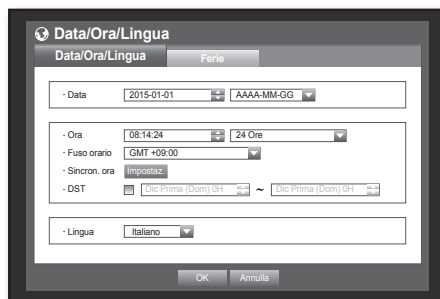 Data/Ora/Lingua
Data/Ora/Lingua Ferie
· Data 2015-01-01 AAAA-MM-GG
· Ora 08:14:24 24 Ore
· Fuso orario GMT +09:00
· Sincron. ora Impostaz.
· DST Dic Prima (Dom) 0H ~ Dic Prima (Dom) 0H
· Lingua Italiano
OK Annulla